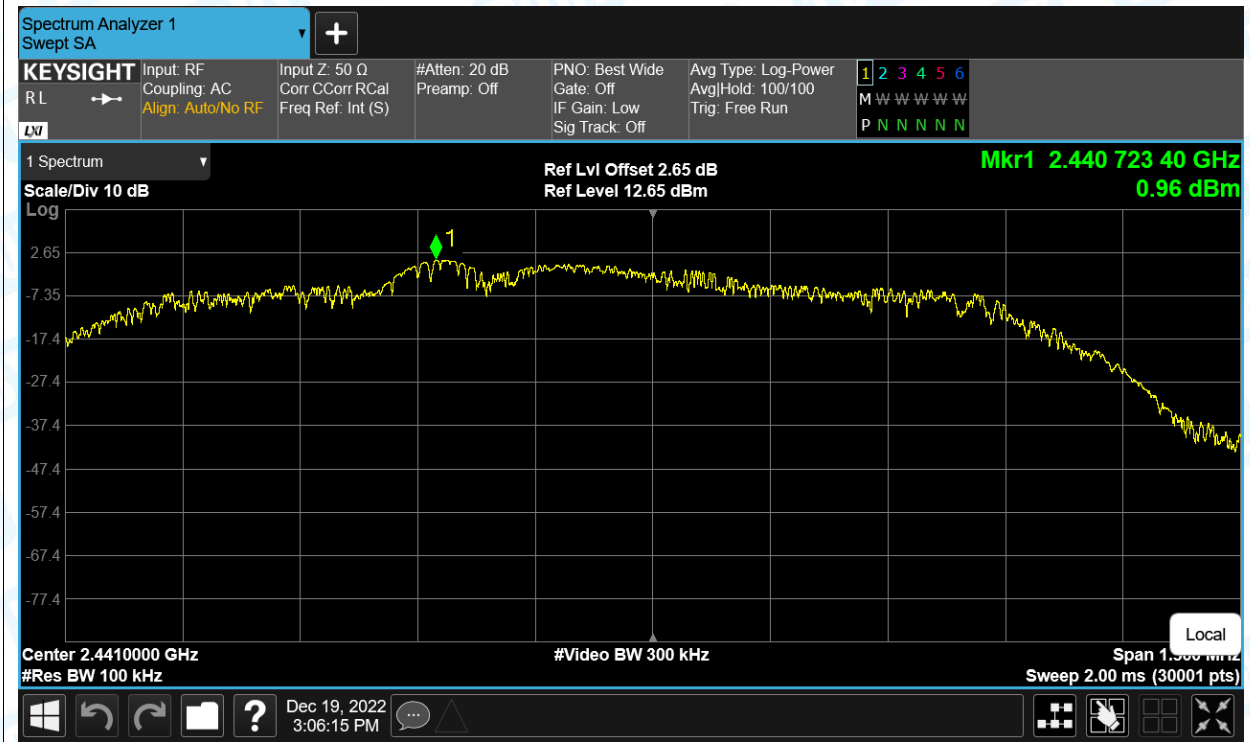 Spectrum Analyzer 1
Swept SA
KEYSIGHT
R L
LXI
Input: RF
Coupling: AC
Align: Auto/No RF
Input Z: 50 Ω
Corr CCorr RCal
Freq Ref: Int (S)
#Atten: 20 dB
Preamp: Off
PNO: Best Wide
Gate: Off
IF Gain: Low
Sig Track: Off
Avg Type: Log-Power
Avg|Hold: 100/100
Trig: Free Run
1 2 3 4 5 6
M W W W W W
P N N N N N
1 Spectrum
Scale/Div 10 dB
Log
Ref Lvl Offset 2.65 dB
Ref Level 12.65 dBm
Mkr1 2.440 723 40 GHz
0.96 dBm
1
2.65
-7.35
-17.4
-27.4
-37.4
-47.4
-57.4
-67.4
-77.4
Local
Center 2.4410000 GHz
#Res BW 100 kHz
#Video BW 300 kHz
Span
Sweep 2.00 ms (30001 pts)
?
Dec 19, 2022
3:06:15 PM